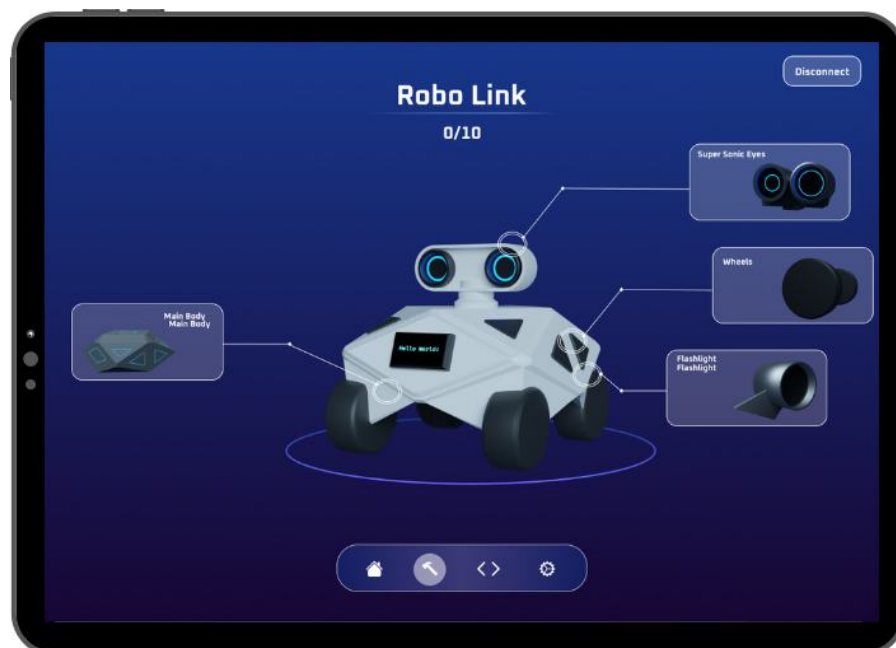 Disconnect
Robo Link
0/10
Super Sonic Eyes
Wheels
Main Body
Main Body
Hello World!
Flashlight
Flashlight